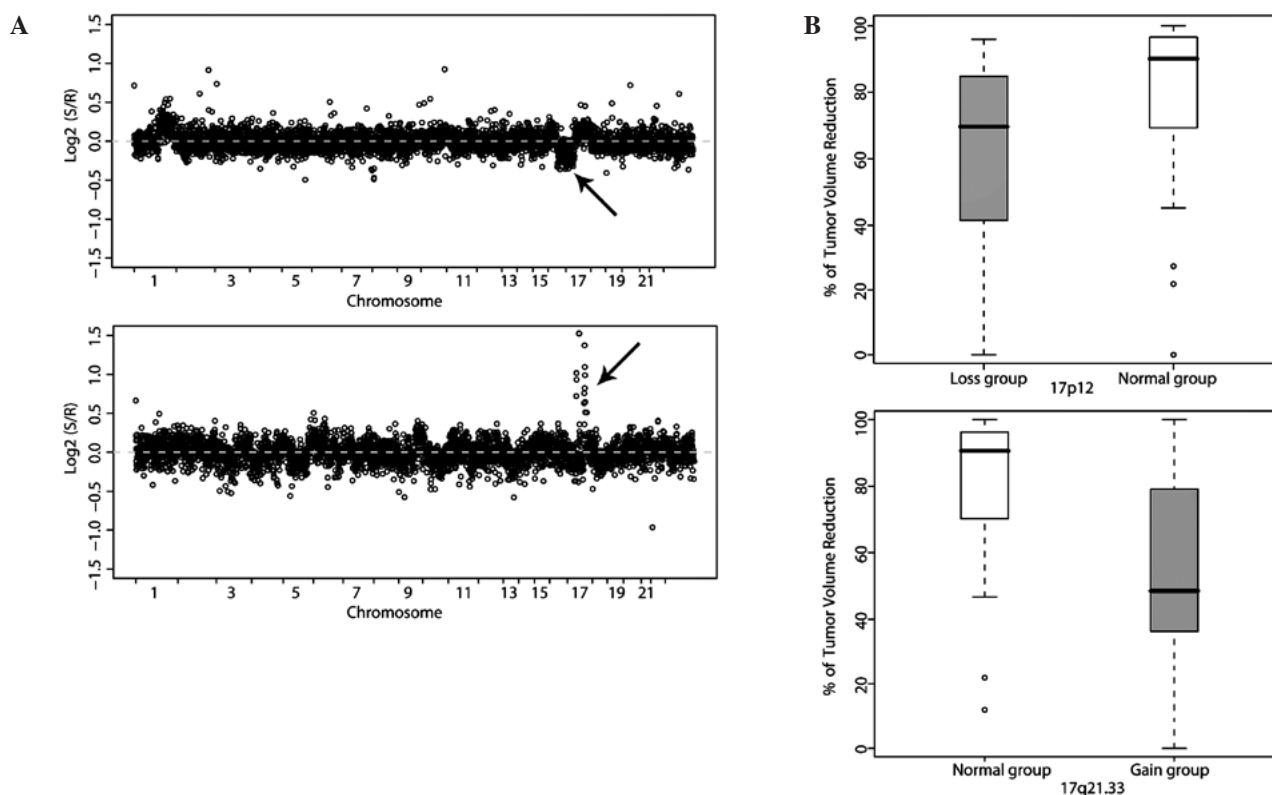 A
Log2 (S/R)
1.5
1.0
0.5
0.0
−0.5
−1.0
−1.5
1 3 5 7 9 11 13 15 17 19 21
Chromosome
Log2 (S/R)
1.5
1.0
0.5
0.0
−0.5
−1.0
−1.5
1 3 5 7 9 11 13 15 17 19 21
Chromosome
B
% of Tumor Volume Reduction
100
80
60
40
20
0
Loss group Normal group
17p12
% of Tumor Volume Reduction
100
80
60
40
20
0
Normal group Gain group
17q21.33